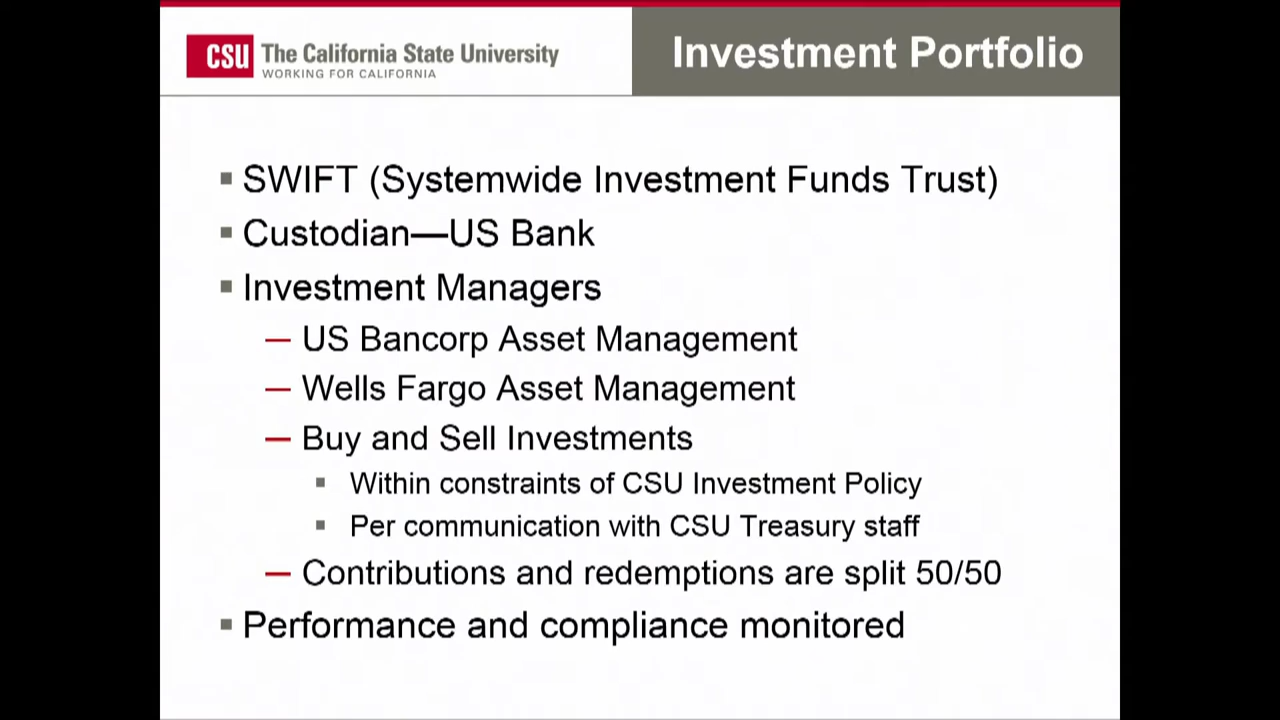 CSU The California State University
WORKING FOR CALIFORNIA
Investment Portfolio
SWIFT (Systemwide Investment Funds Trust)
Custodian—US Bank
Investment Managers
— US Bancorp Asset Management
— Wells Fargo Asset Management
— Buy and Sell Investments
Within constraints of CSU Investment Policy
Per communication with CSU Treasury staff
— Contributions and redemptions are split 50/50
Performance and compliance monitored